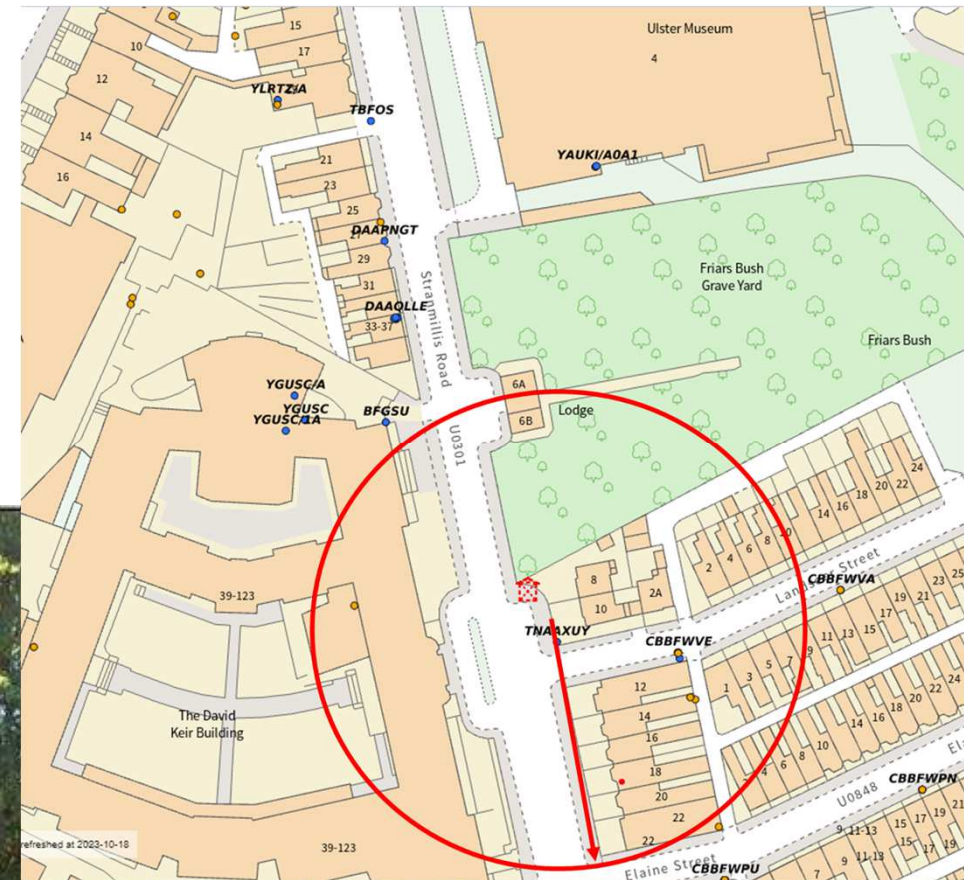 Ulster Museum
4
15
17
10
12
14
16
YLRTZ/A
TBFOS
YAUKI/A0A1
21
23
25
27
DAAPNGT
29
31
DAAQLLE
33-37
Stranmillis Road
U0301
Friars Bush
Grave Yard
Friars Bush
YGUSC/A
YGUSC
YGUSC/1A
BFGSU
6A
6B
Lodge
39-123
The David
Keir Building
39-123
8
10
2A
TNAAXUY
CBBFWVE
CBBFWVA
2
4
6
8
10
14
16
18
20
22
24
Landseer Street
12
14
16
18
20
22
22
1
3
5
7
9
11
13
15
17
19
21
23
25
2
4
6
8
10
14
16
18
20
22
24
U0848
CBBFWPN
CBBFWPU
Elaine Street
7
9
11-13
9, 11-13
15
17
19
21
15
17
19
refreshed at 2023-10-18